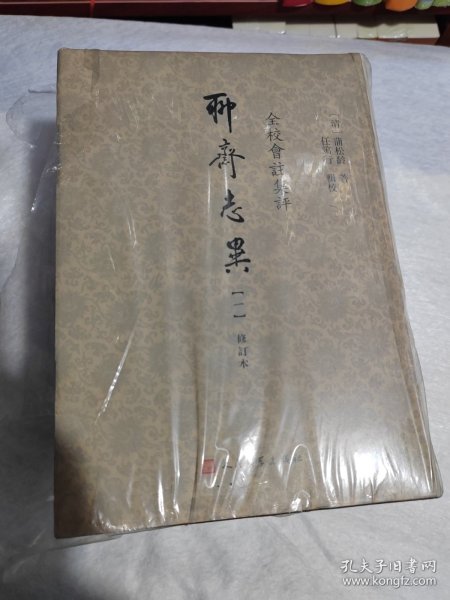 [清]蒲松齡 著
任篤行 輯校
全校會註集評
聊齋志異
[一]
修訂本
孔夫子旧书网
www.kongfz.com